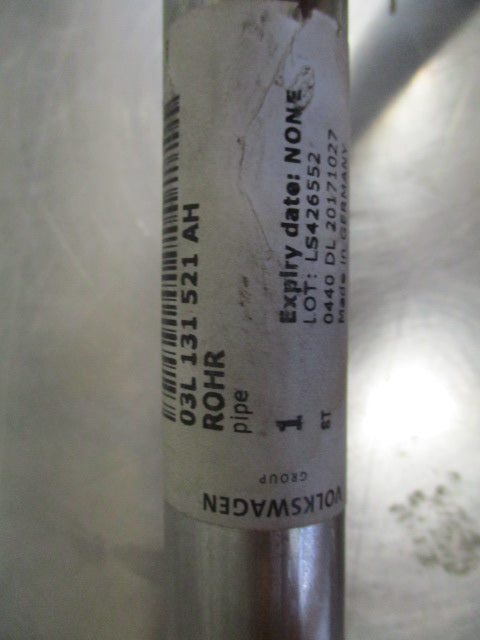 03L 131 521 AH
ROHR
pipe
1 ST
Expiry date: NONE
LOT: LS426552
0440 DL 20171027
Made in GERMANY
VOLKSWAGEN
GROUP